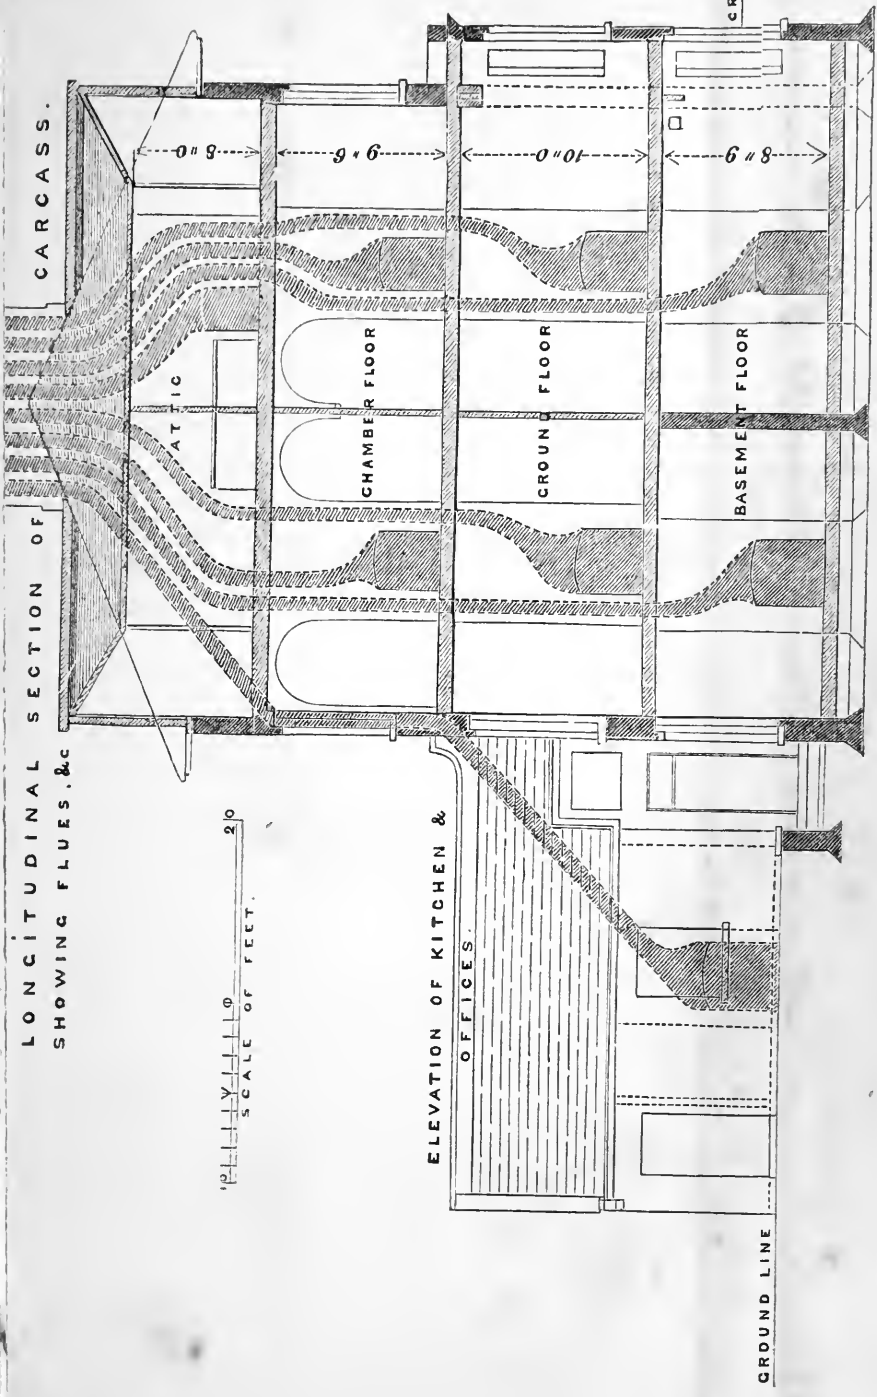 LONGITUDINAL SECTION OF CARCASS.
SHOWING FLUES, &c
0 10 20
SCALE OF FEET.
ATTIC
8 " 0
CHAMBER FLOOR
9 " 6
GROUND FLOOR
10 " 0
BASEMENT FLOOR
8 " 9
ELEVATION OF KITCHEN &
OFFICES.
GROUND LINE